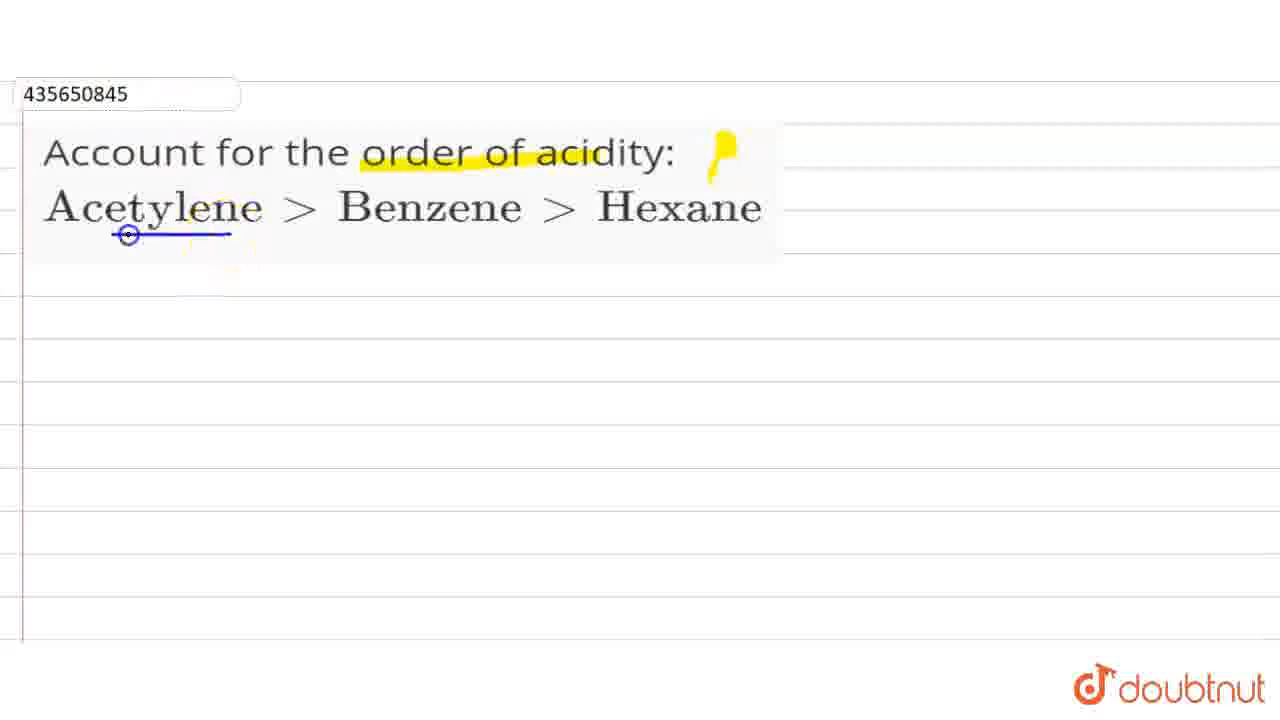 435650845
Account for the order of acidity:
Acetylene > Benzene > Hexane
doubtnut